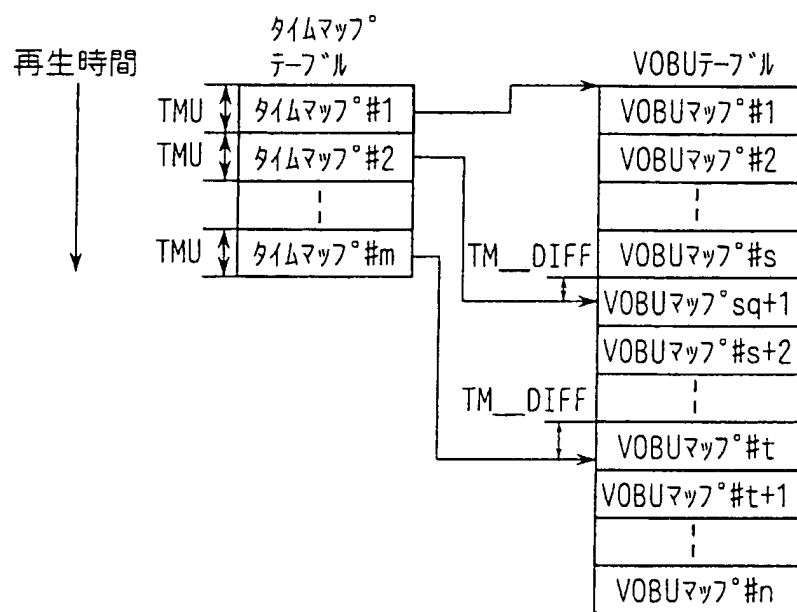 再生時間
タイムマップ
テーブル
TMU
タイムマップ#1
TMU
タイムマップ#2
TMU
タイムマップ#m
TM__DIFF
TM__DIFF
VOBUテーブル
VOBUマップ#1
VOBUマップ#2
VOBUマップ#s
VOBUマップsq+1
VOBUマップ#s+2
VOBUマップ#t
VOBUマップ#t+1
VOBUマップ#n